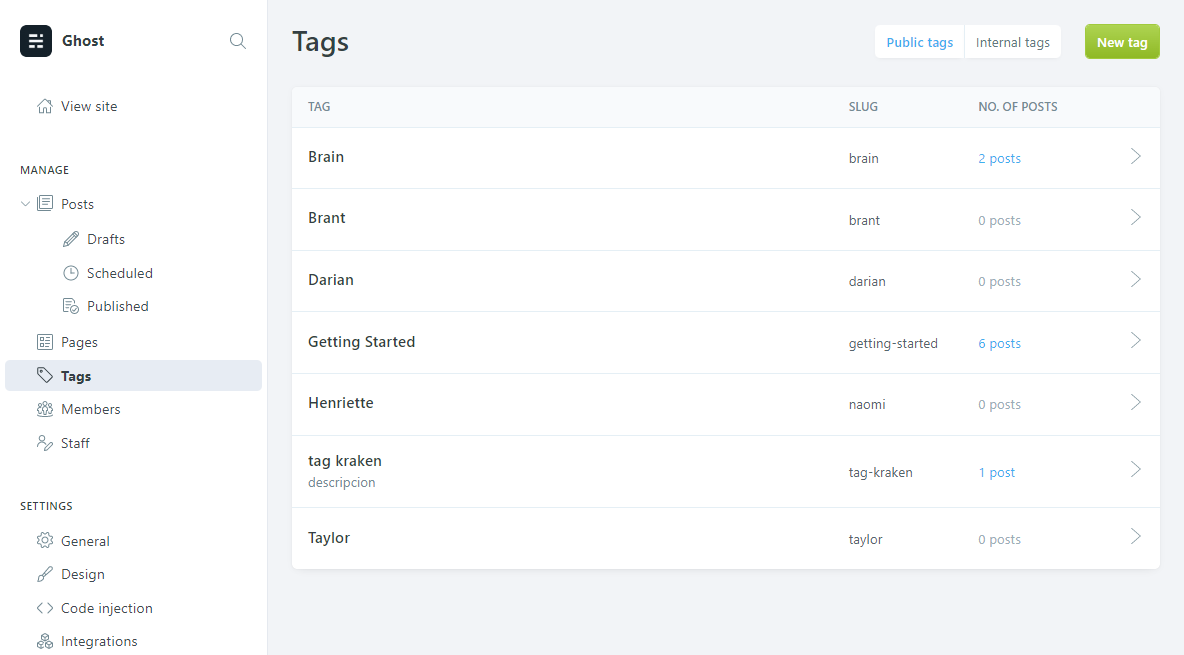 Ghost
View site
MANAGE
Posts
Drafts
Scheduled
Published
Pages
Tags
Members
Staff
SETTINGS
General
Design
Code injection
Integrations
Tags
Public tags Internal tags New tag
TAG SLUG NO. OF POSTS
Brain brain 2 posts
Brant brant 0 posts
Darian darian 0 posts
Getting Started getting-started 6 posts
Henriette naomi 0 posts
tag kraken tag-kraken 1 post
descripcion
Taylor taylor 0 posts